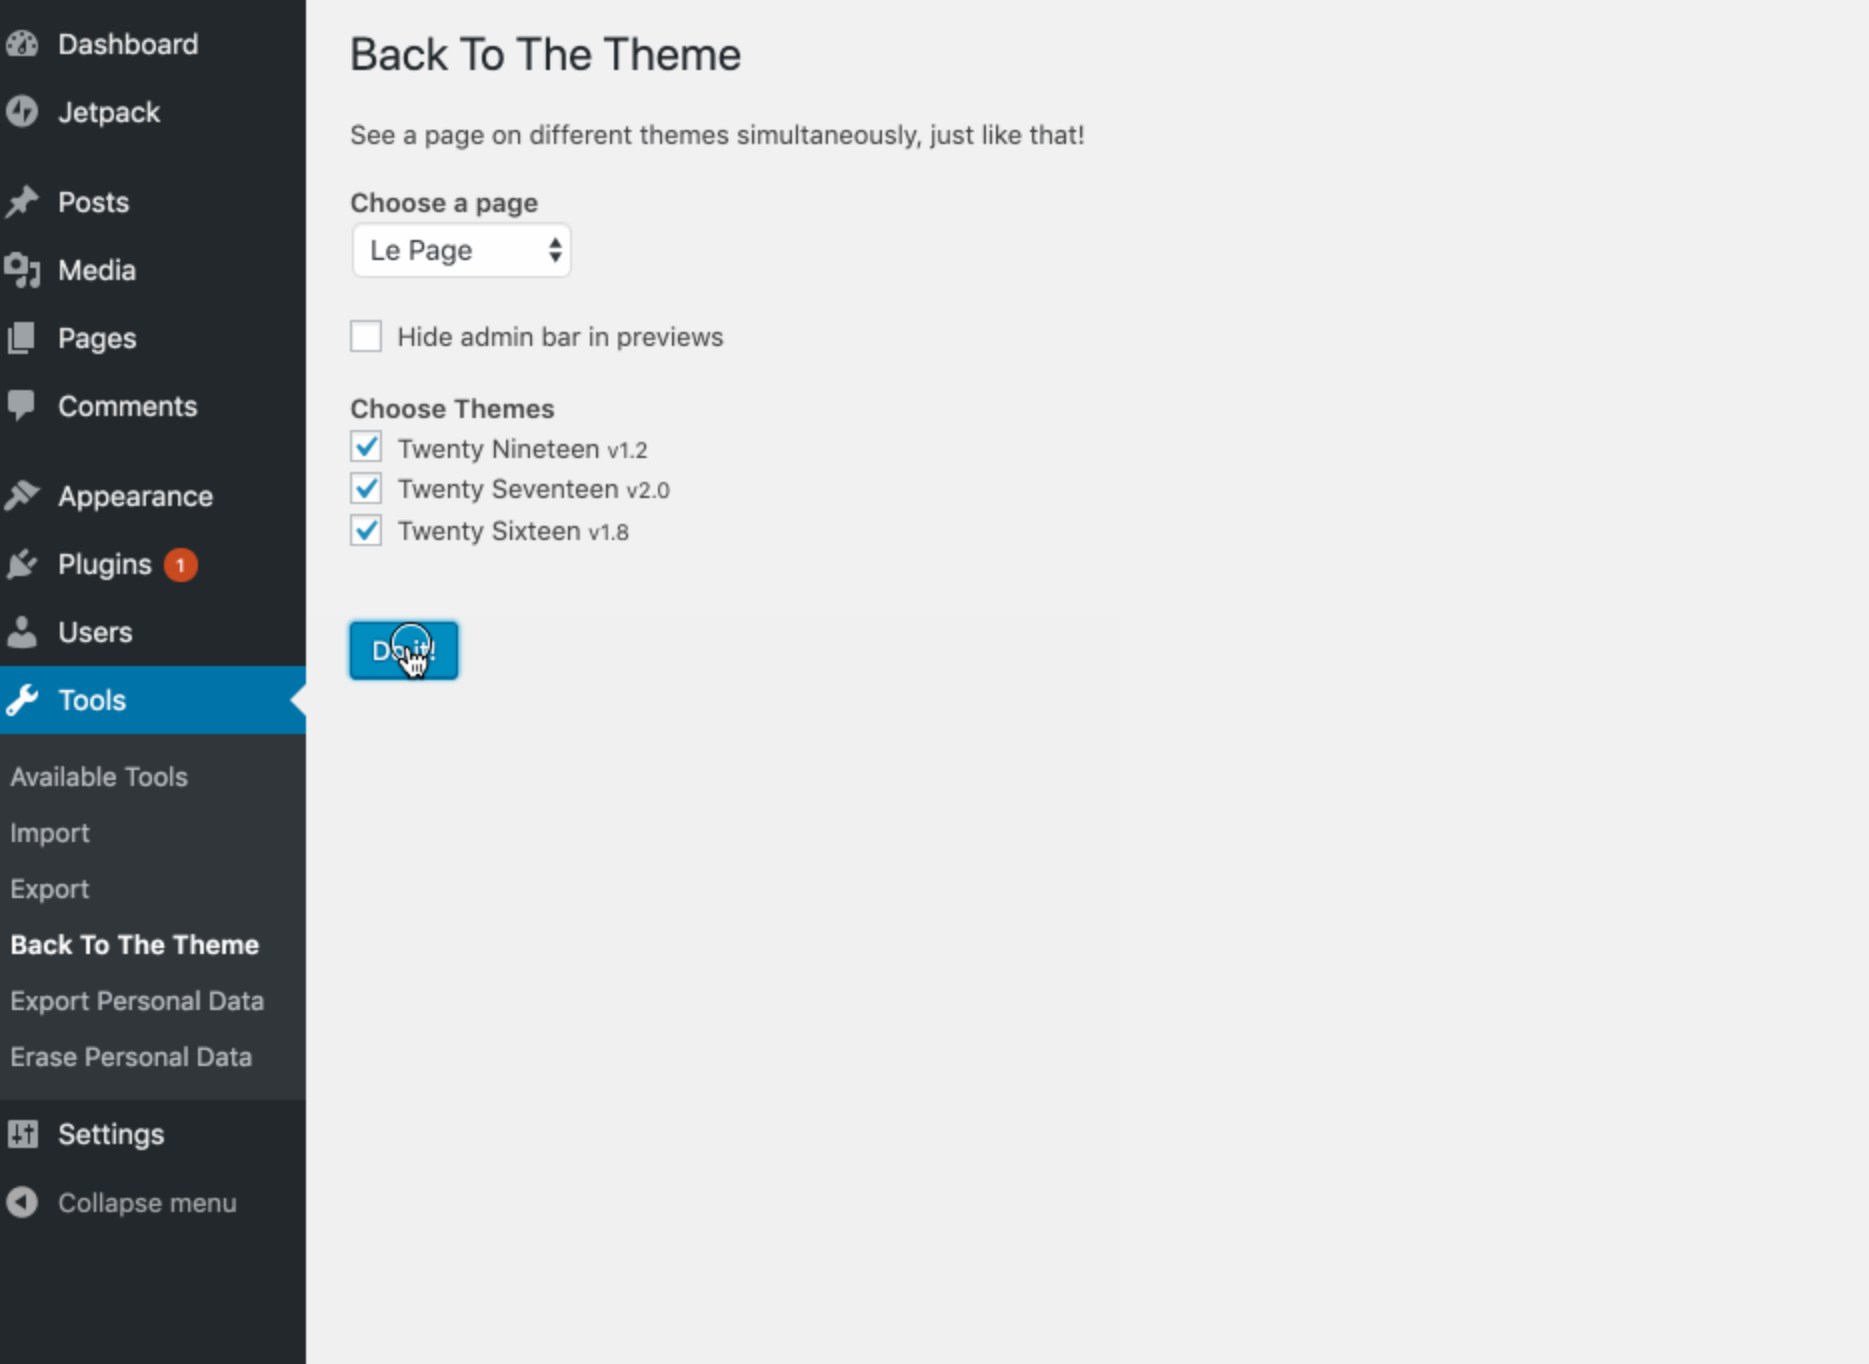 Dashboard
Jetpack
Posts
Media
Pages
Comments
Appearance
Plugins 1
Users
Tools
Available Tools
Import
Export
Back To The Theme
Export Personal Data
Erase Personal Data
Settings
Collapse menu
Back To The Theme
See a page on different themes simultaneously, just like that!
Choose a page
Le Page
Hide admin bar in previews
Choose Themes
Twenty Nineteen v1.2
Twenty Seventeen v2.0
Twenty Sixteen v1.8
Do it!